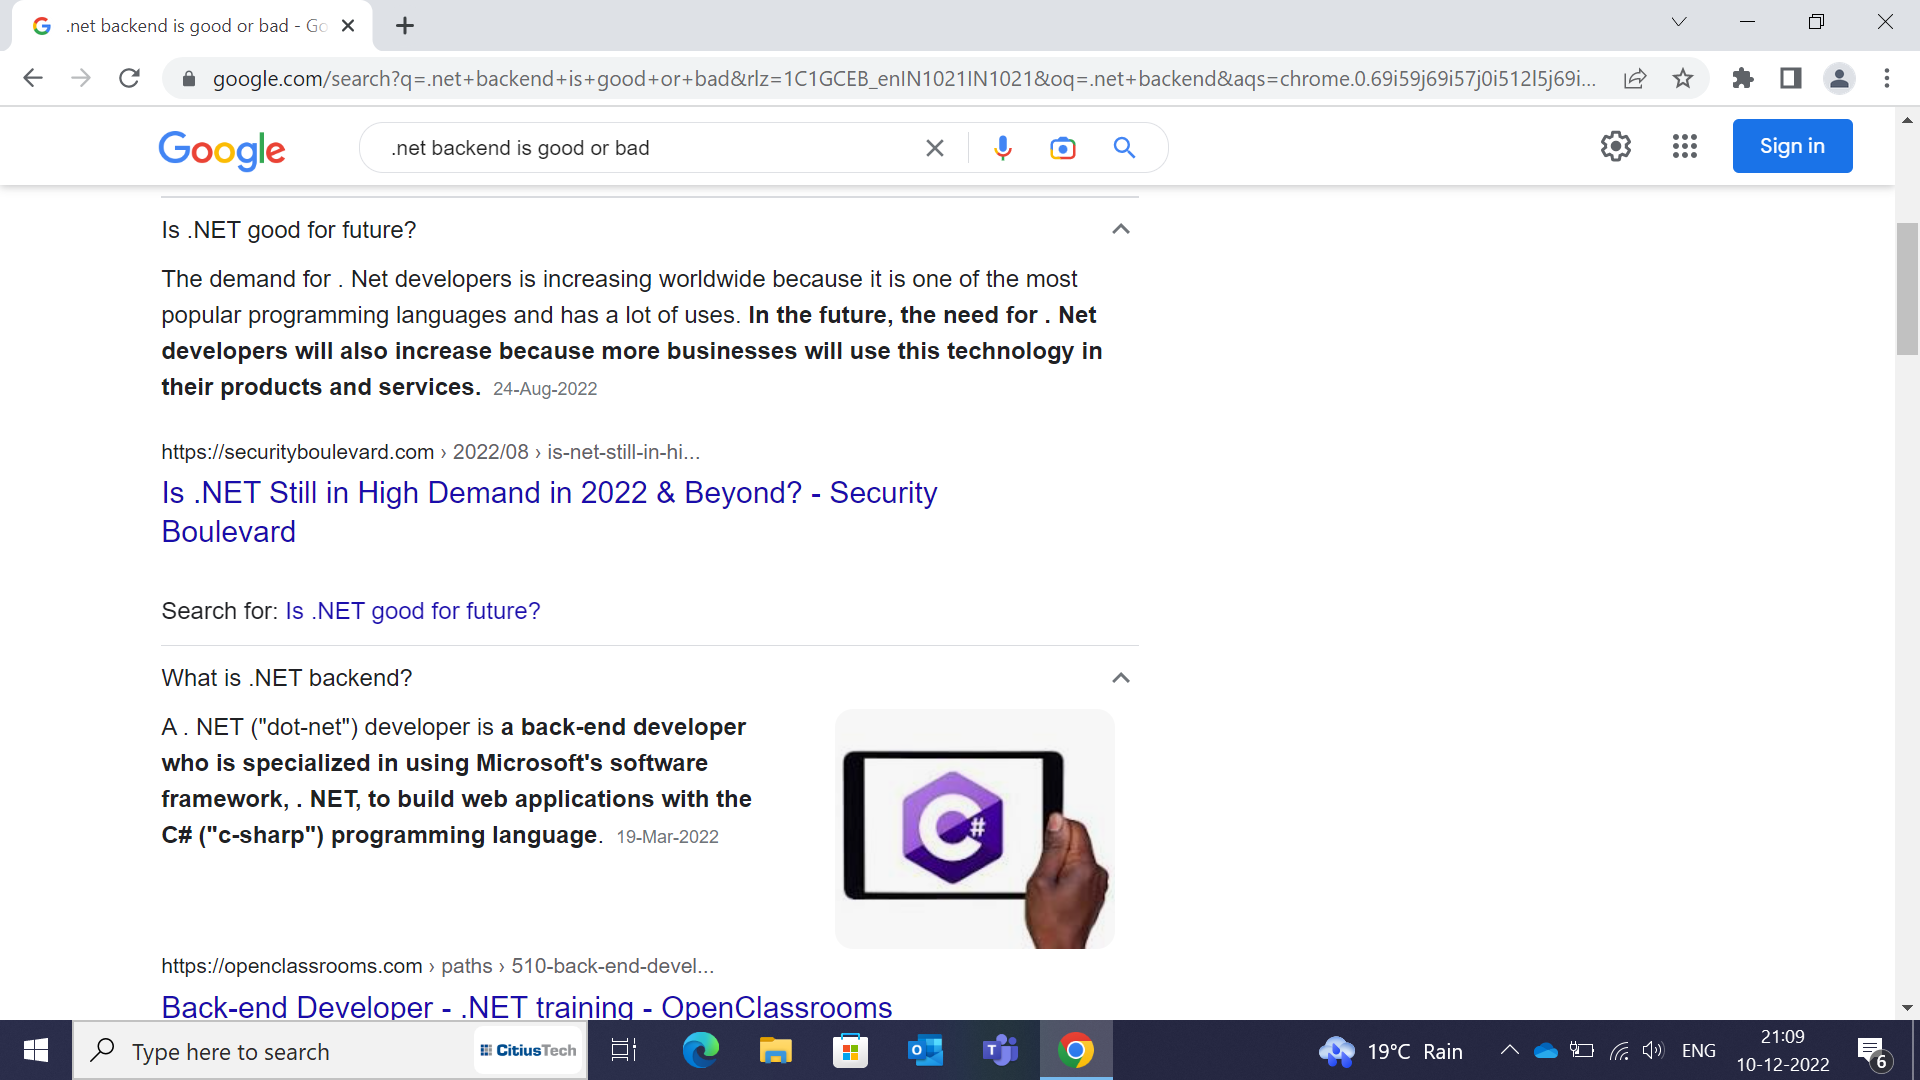 .net backend is good or bad - Go
google.com/search?q=.net+backend+is+good+or+bad&rlz=1C1GCEB_enIN1021IN1021&oq=.net+backend&aqs=chrome.0.69i59j69i57j0i512l5j69i...
Google
.net backend is good or bad
Sign in
Is .NET good for future?
The demand for . Net developers is increasing worldwide because it is one of the most
popular programming languages and has a lot of uses. In the future, the need for . Net
developers will also increase because more businesses will use this technology in
their products and services. 24-Aug-2022
https://securityboulevard.com › 2022/08 › is-net-still-in-hi...
Is .NET Still in High Demand in 2022 & Beyond? - Security
Boulevard
Search for: Is .NET good for future?
What is .NET backend?
A . NET ("dot-net") developer is a back-end developer
who is specialized in using Microsoft's software
framework, . NET, to build web applications with the
C# ("c-sharp") programming language. 19-Mar-2022
C#
https://openclassrooms.com › paths › 510-back-end-devel...
Back-end Developer - .NET training - OpenClassrooms
Type here to search
CitiusTech
19°C Rain
ENG
21:09
10-12-2022
6